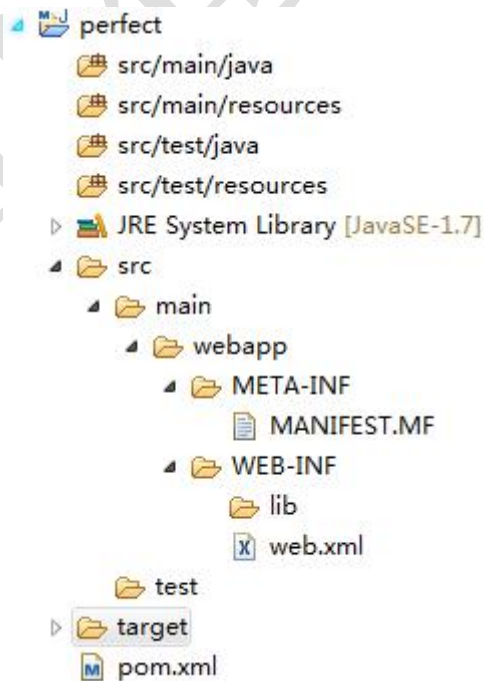 perfect
src/main/java
src/main/resources
src/test/java
src/test/resources
JRE System Library [JavaSE-1.7]
src
main
webapp
META-INF
MANIFEST.MF
WEB-INF
lib
web.xml
test
target
pom.xml